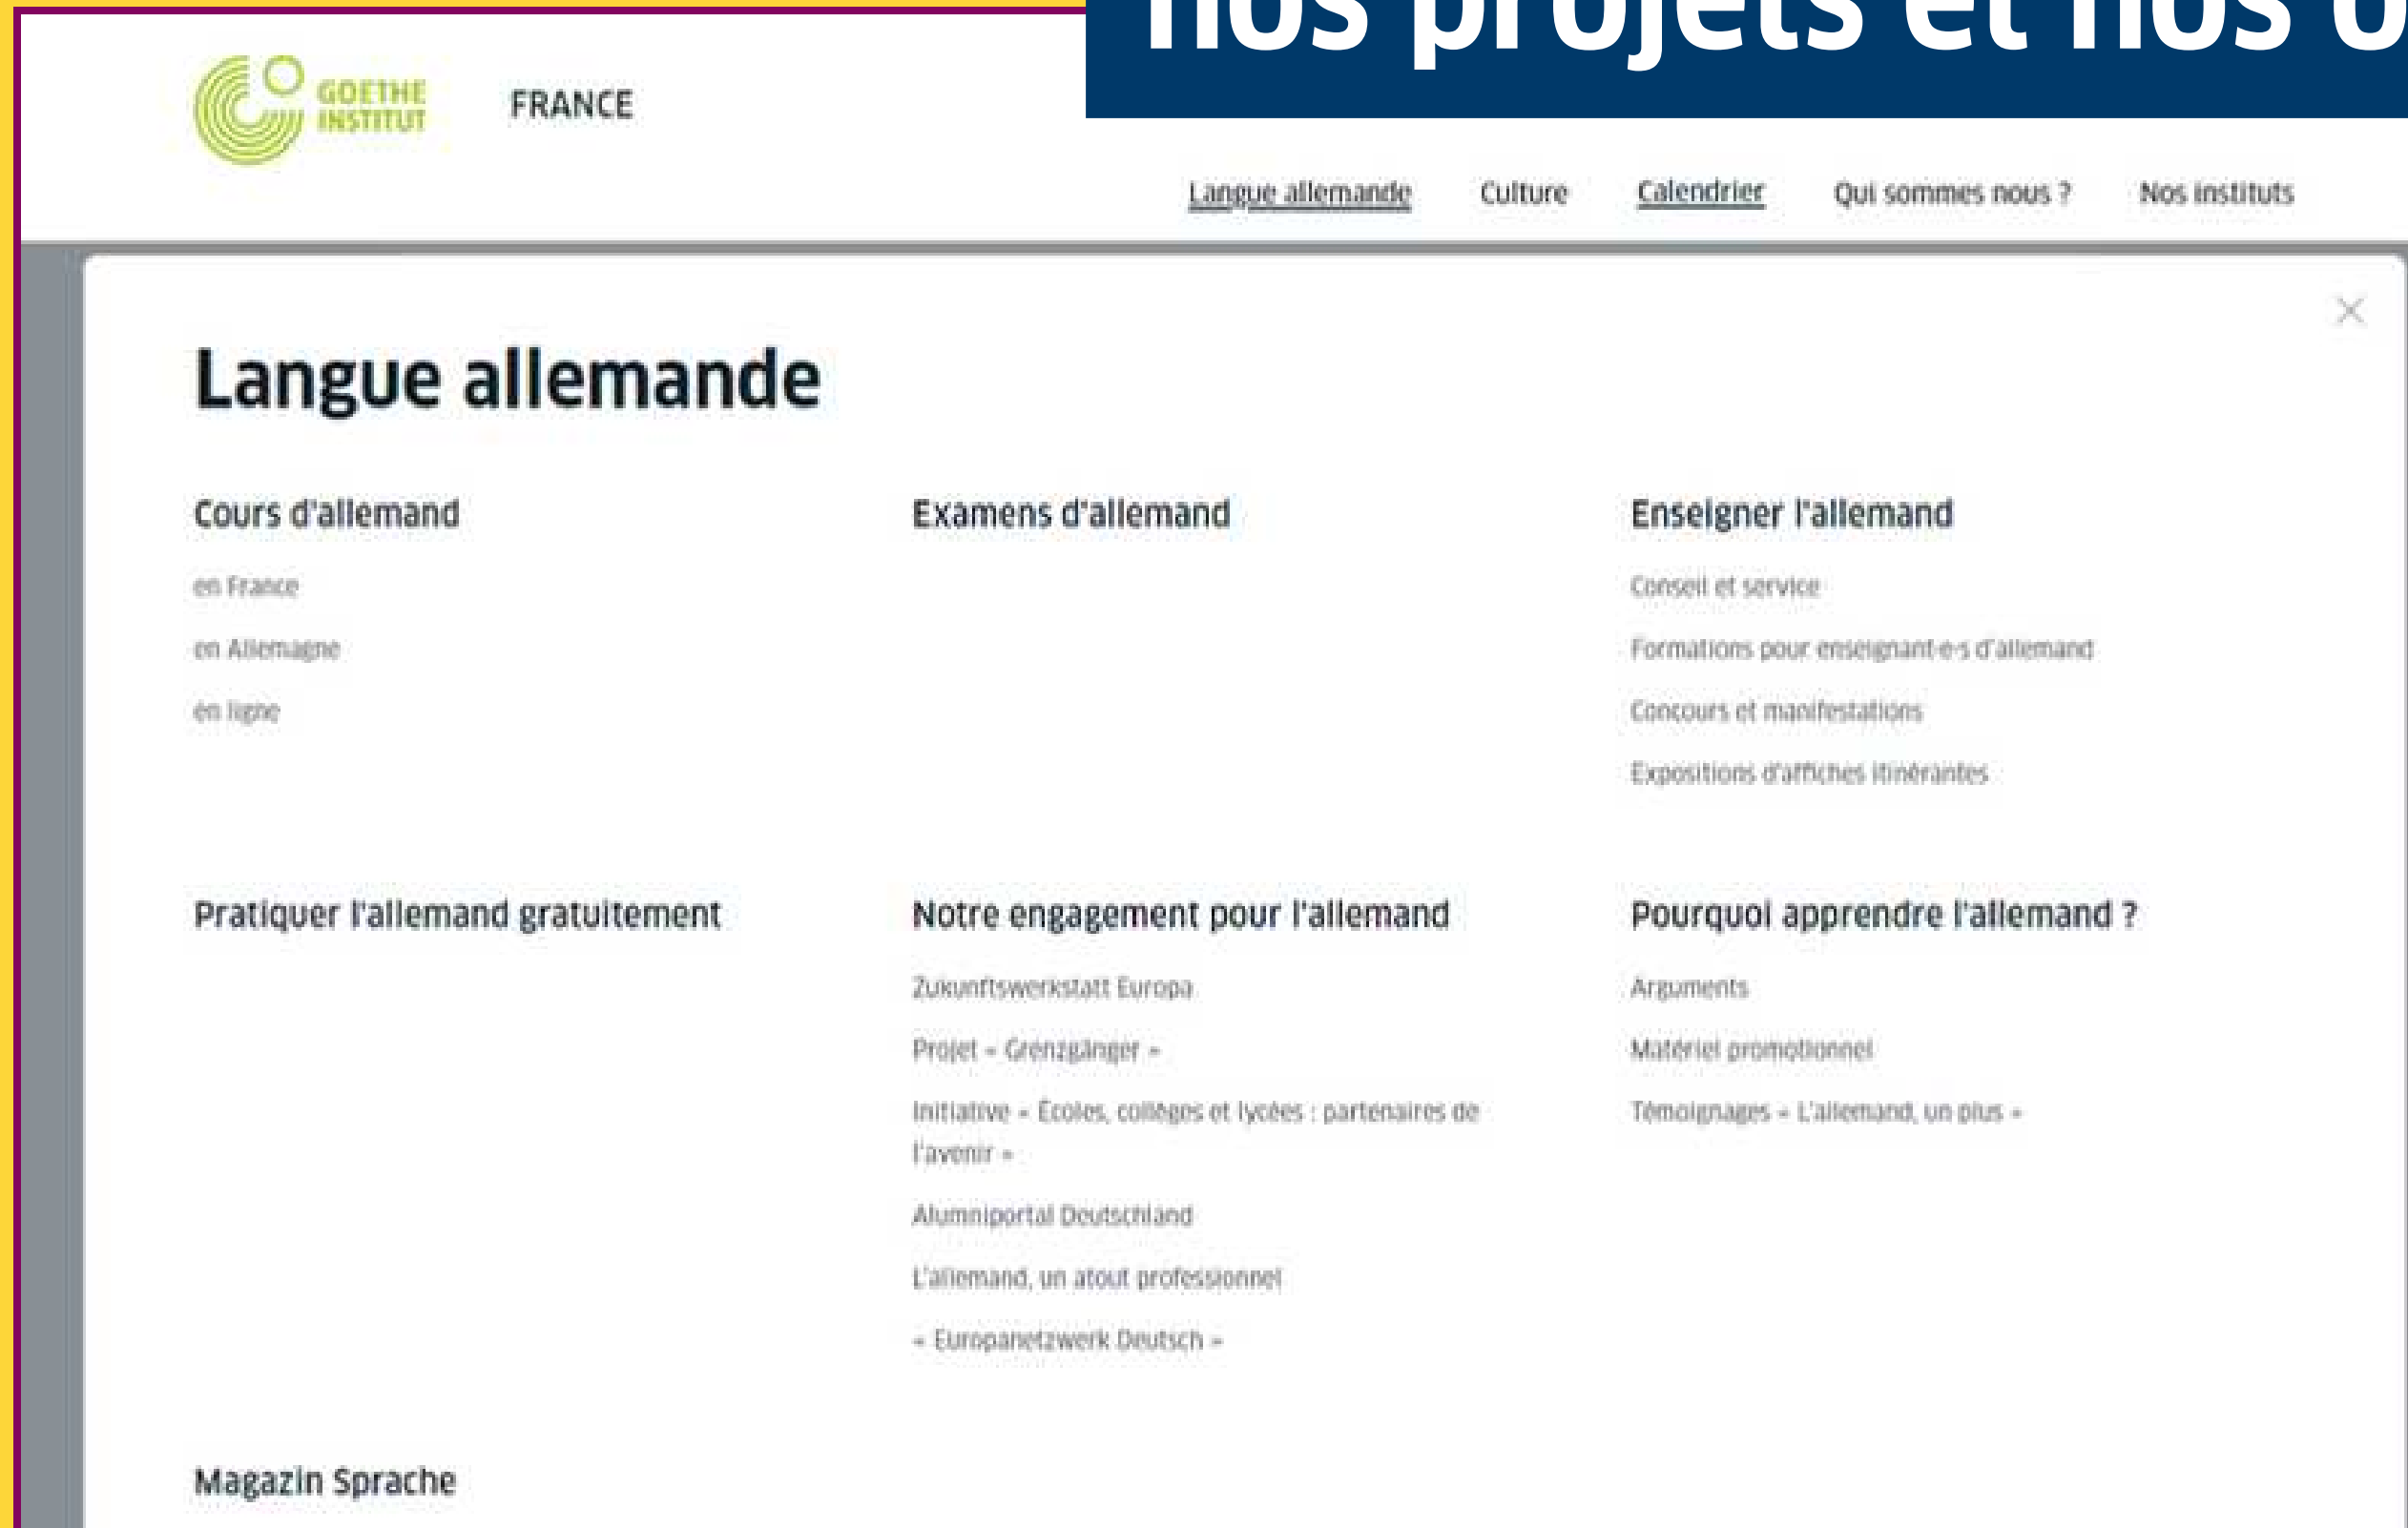 nos projets et nos
GOETHE
INSTITUT
FRANCE
Langue allemande Culture Calendrier Qui sommes nous ? Nos instituts
Langue allemande
Cours d'allemand
en France
en Allemagne
en ligne
Examens d'allemand
Enseigner l'allemand
Conseil et service
Formations pour enseignant·e·s d'allemand
Concours et manifestations
Expositions d'affiches itinérantes
Pratiquer l'allemand gratuitement
Notre engagement pour l'allemand
Zukunftswerkstatt Europa
Projet « Grenzgänger »
Initiative « Écoles, collèges et lycées : partenaires de
l'avenir »
Alumniportal Deutschland
L'allemand, un atout professionnel
« Europanetzwerk Deutsch »
Pourquoi apprendre l'allemand ?
Arguments
Matériel promotionnel
Témoignages « L'allemand, un plus »
Magazin Sprache